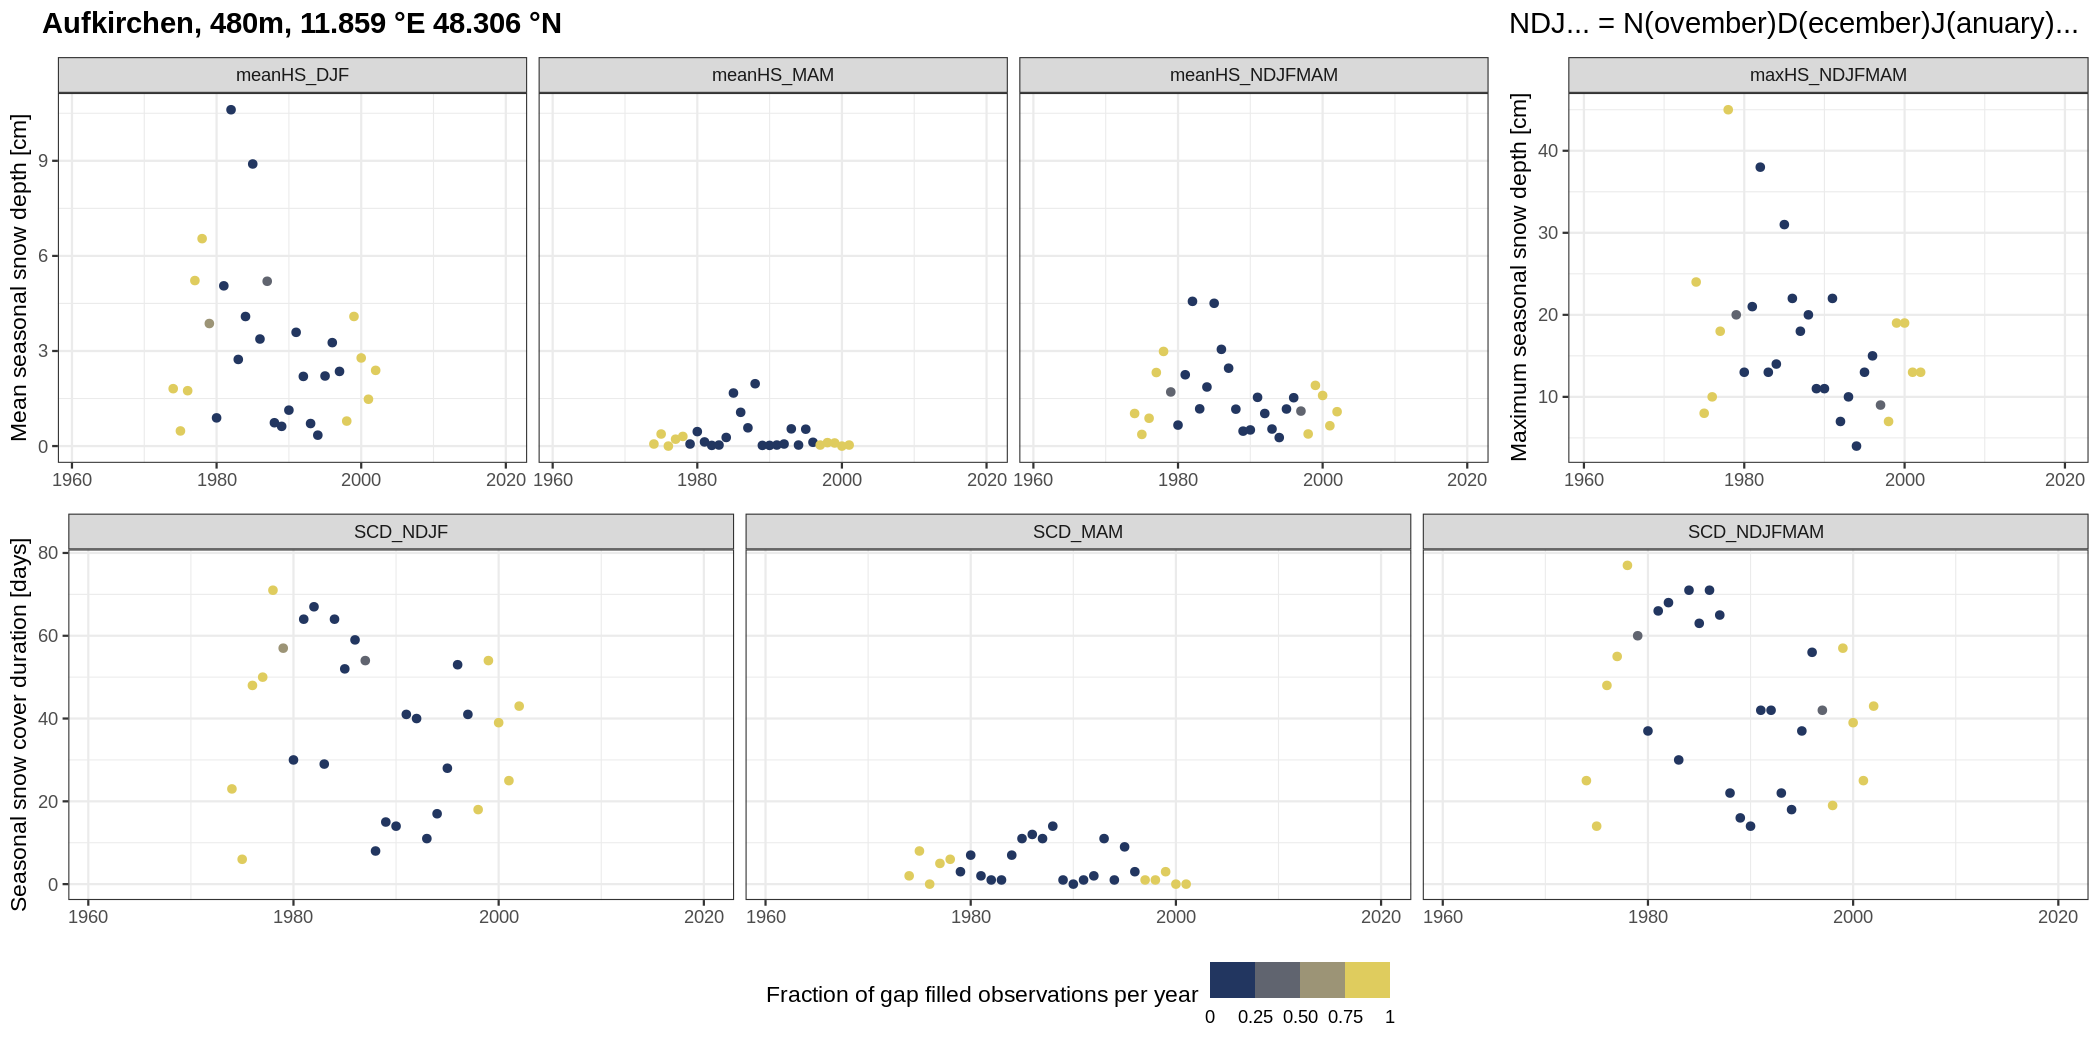 Aufkirchen, 480m, 11.859 °E 48.306 °N
NDJ... = N(ovember)D(ecember)J(anuary)...
meanHS_DJF
meanHS_MAM
meanHS_NDJFMAM
maxHS_NDJFMAM
Mean seasonal snow depth [cm]
9
6
3
0
1960 1980 2000 2020
1960 1980 2000 2020
1960 1980 2000 2020
Maximum seasonal snow depth [cm]
40
30
20
10
1960 1980 2000 2020
SCD_NDJF
SCD_MAM
SCD_NDJFMAM
Seasonal snow cover duration [days]
80
60
40
20
0
1960 1980 2000 2020
1960 1980 2000 2020
1960 1980 2000 2020
Fraction of gap filled observations per year
0 0.25 0.50 0.75 1